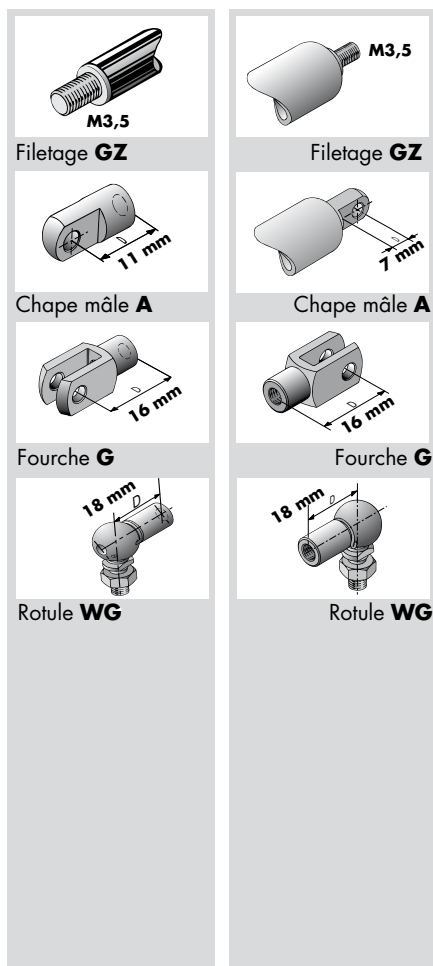 M3,5
Filetage GZ
11 mm
Chape mâle A
16 mm
Fourche G
18 mm
Rotule WG
M3,5
Filetage GZ
7 mm
Chape mâle A
16 mm
Fourche G
18 mm
Rotule WG